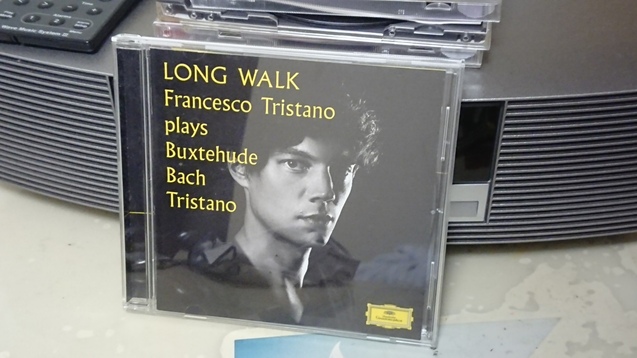 LONG WALK
Francesco Tristano
plays
Buxtehude
Bach
Tristano